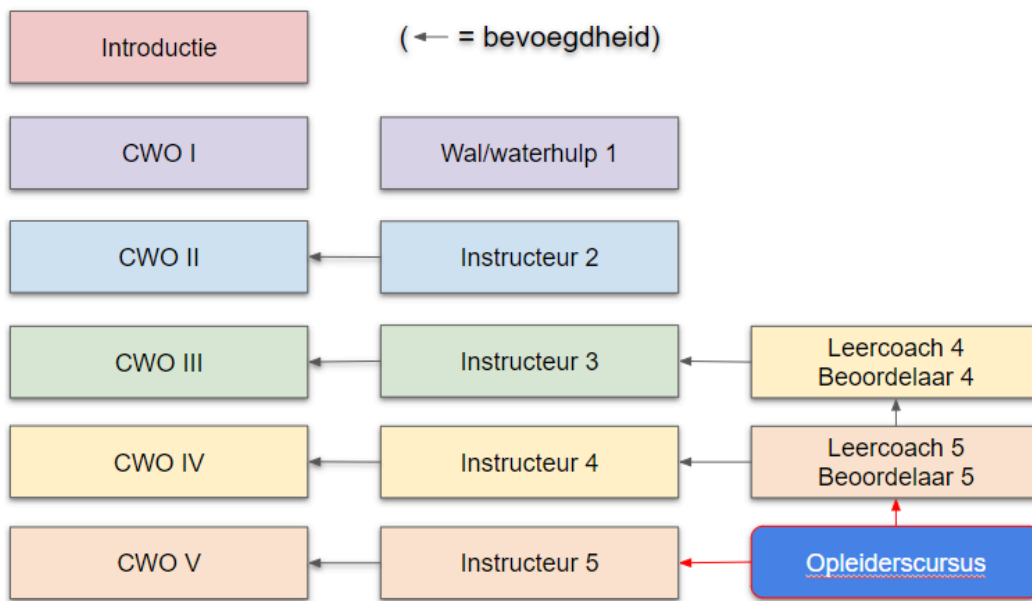 Introductie
( = bevoegdheid)
CWO I
Wal/waterhulp 1
CWO II
Instructeur 2
CWO III
Instructeur 3
Leercoach 4
Beoordelaar 4
CWO IV
Instructeur 4
Leercoach 5
Beoordelaar 5
CWO V
Instructeur 5
Opleiderscursus